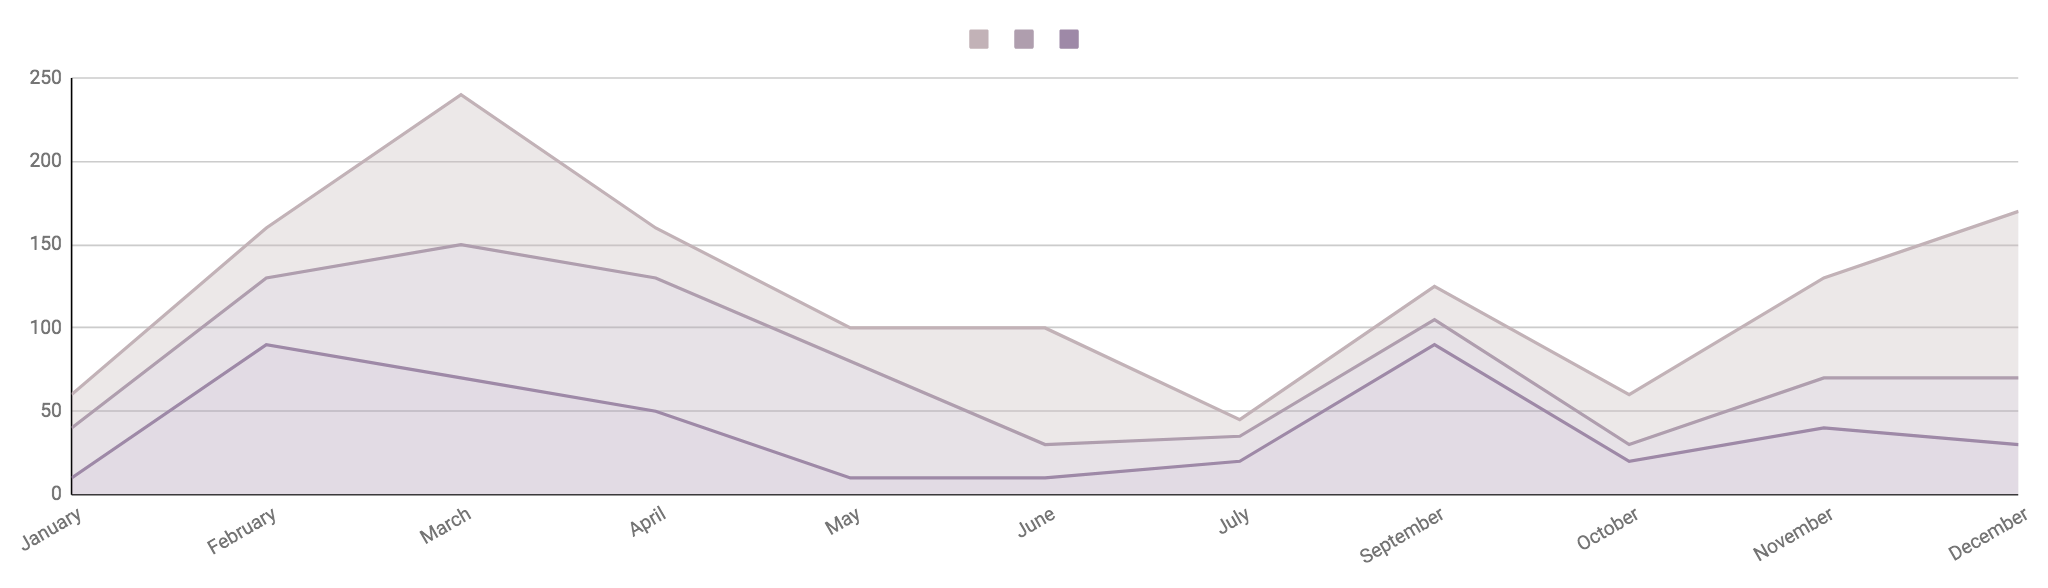 250
200
150
100
50
0
January
February
March
April
May
June
July
September
October
November
December